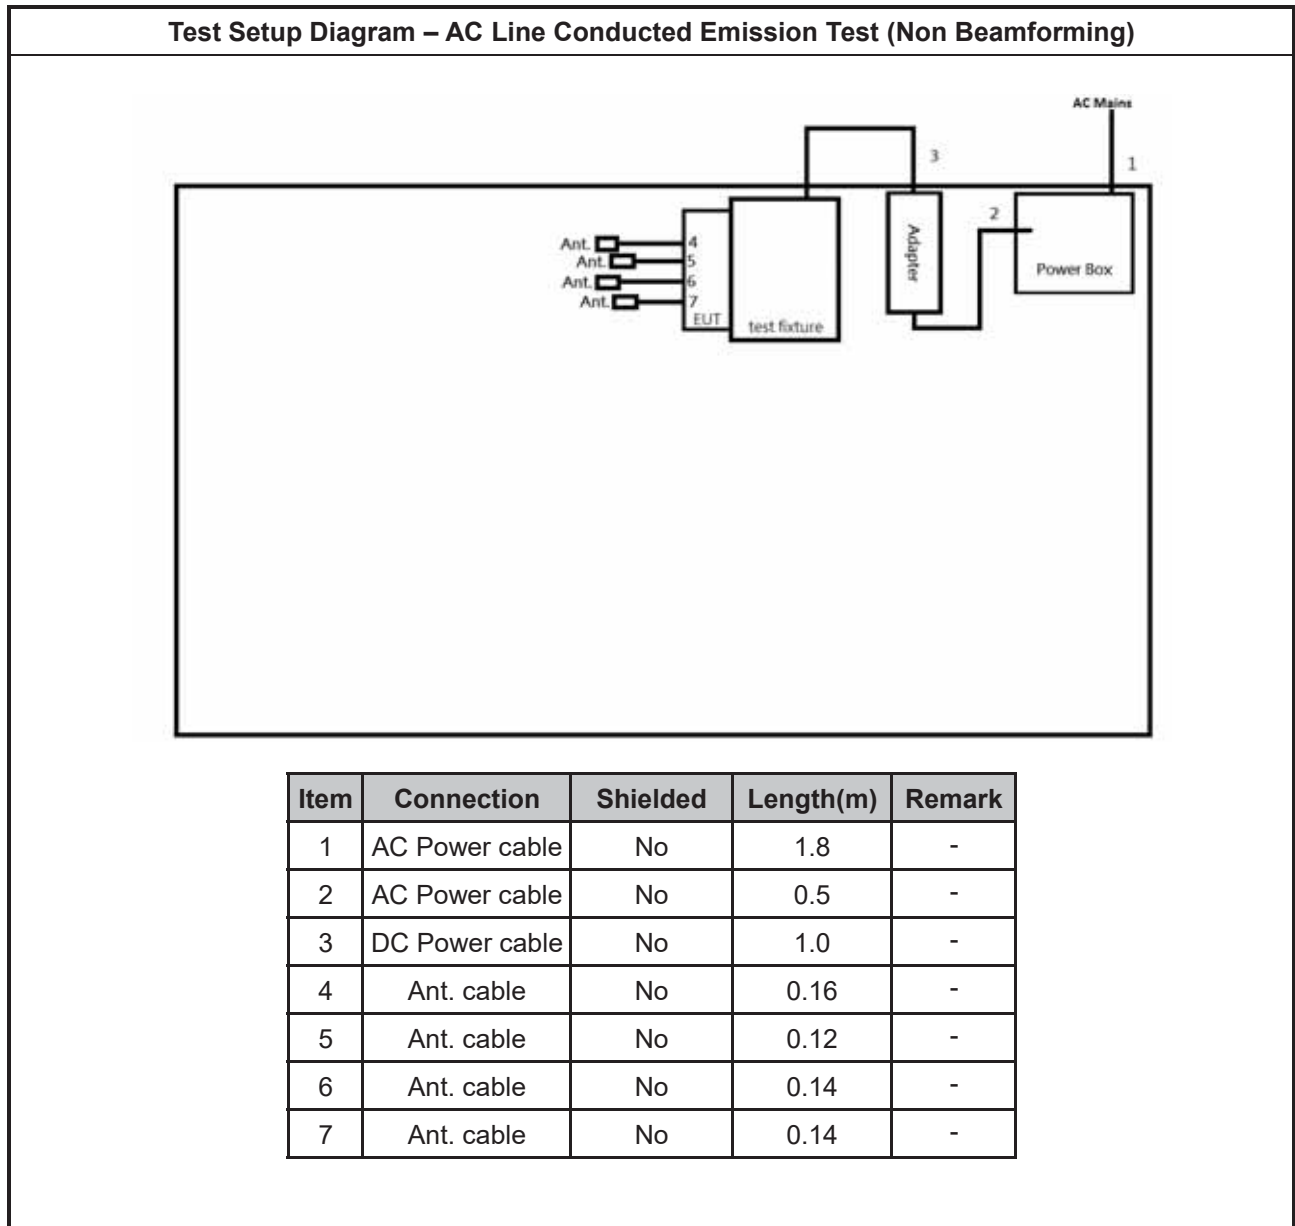 Test Setup Diagram – AC Line Conducted Emission Test (Non Beamforming)
AC Mains
3
1
2
Ant.
4
Ant.
5
Ant.
6
Ant.
7
EUT
test fixture
Adapter
Power Box
Item Connection Shielded Length(m) Remark
1 AC Power cable No 1.8 -
2 AC Power cable No 0.5 -
3 DC Power cable No 1.0 -
4 Ant. cable No 0.16 -
5 Ant. cable No 0.12 -
6 Ant. cable No 0.14 -
7 Ant. cable No 0.14 -